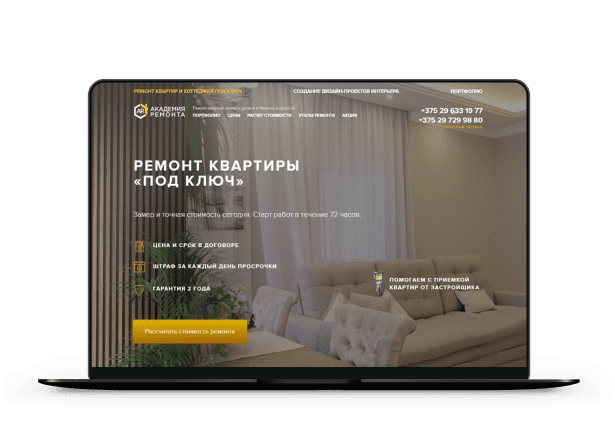 РЕМОНТ КВАРТИР И КОТТЕДЖЕЙ ПОД КЛЮЧ
СОЗДАНИЕ ДИЗАЙН-ПРОЕКТОВ ИНТЕРЬЕРА
ПОРТФОЛИО
AR
АКАДЕМИЯ
РЕМОНТА
ПОРТФОЛИО ЦЕНЫ РАСЧЕТ СТОИМОСТИ ЭТАПЫ РЕМОНТА АКЦИИ
+375 29 633 19 77
+375 29 729 98 80
РЕМОНТ КВАРТИРЫ
«ПОД КЛЮЧ»
Замер и точная стоимость сегодня. Старт работ в течение 72 часов.
ЦЕНА И СРОК В ДОГОВОРЕ
ШТРАФ ЗА КАЖДЫЙ ДЕНЬ ПРОСРОЧКИ
ГАРАНТИЯ 2 ГОДА
ПОМОГАЕМ С ПРИЕМКОЙ
КВАРТИР ОТ ЗАСТРОЙЩИКА
Рассчитать стоимость ремонта